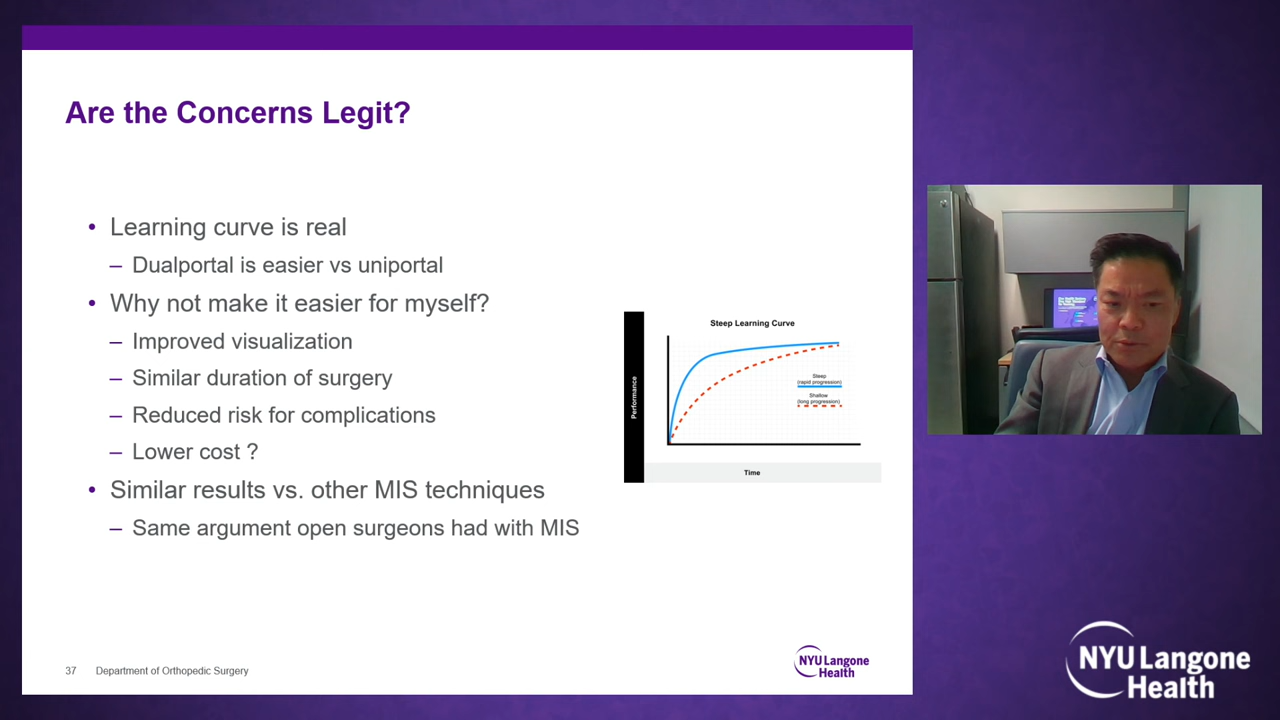 Are the Concerns Legit?
• Learning curve is real
– Dualportal is easier vs uniportal
• Why not make it easier for myself?
– Improved visualization
– Similar duration of surgery
– Reduced risk for complications
– Lower cost ?
• Similar results vs. other MIS techniques
– Same argument open surgeons had with MIS
Steep Learning Curve
Performance
Steep
(rapid progression)
Shallow
(long progression)
Time
37 Department of Orthopedic Surgery
NYU Langone
Health
NYU Langone
Health